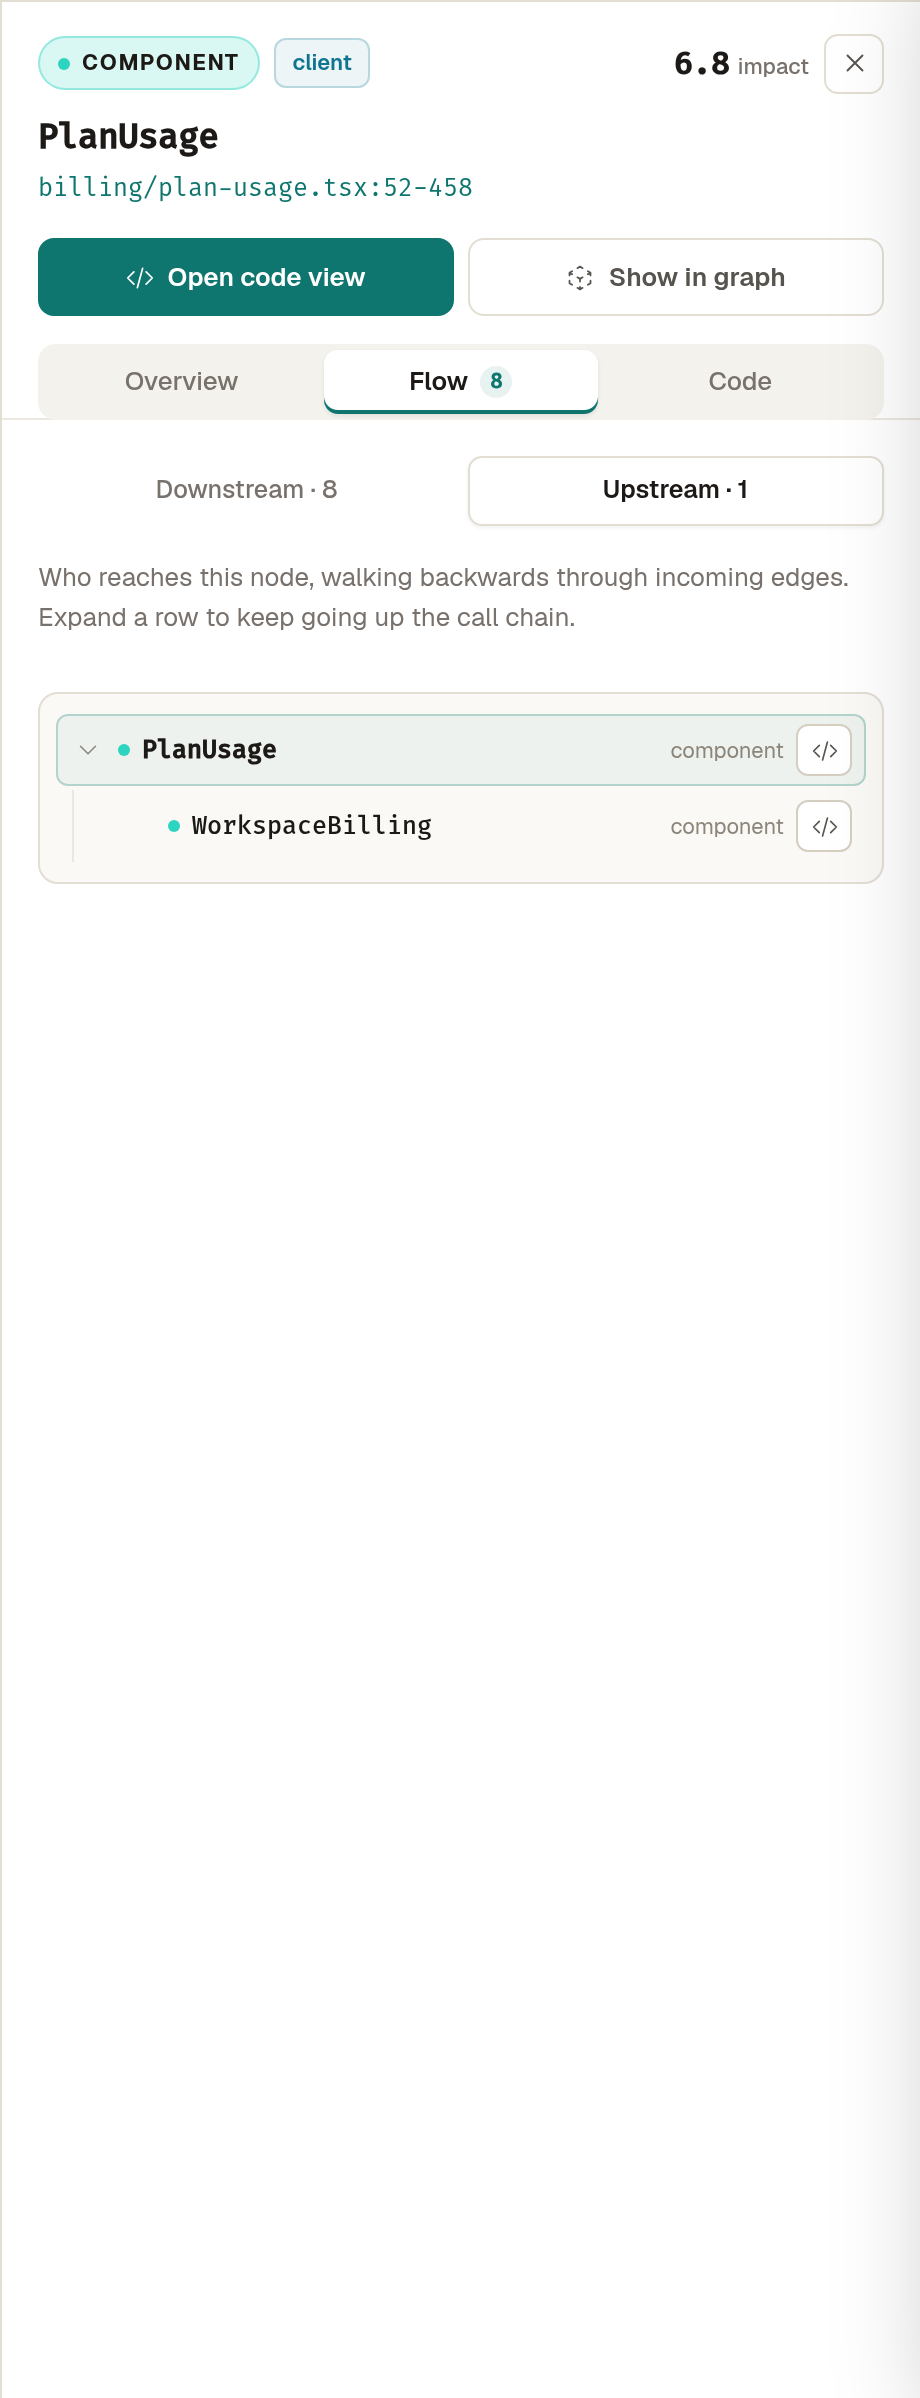 COMPONENT client 6.8 impact
PlanUsage
billing/plan-usage.tsx:52-458
</> Open code view Show in graph
Overview Flow 8 Code
Downstream · 8 Upstream · 1
Who reaches this node, walking backwards through incoming edges.
Expand a row to keep going up the call chain.
PlanUsage component </>
WorkspaceBilling component </>